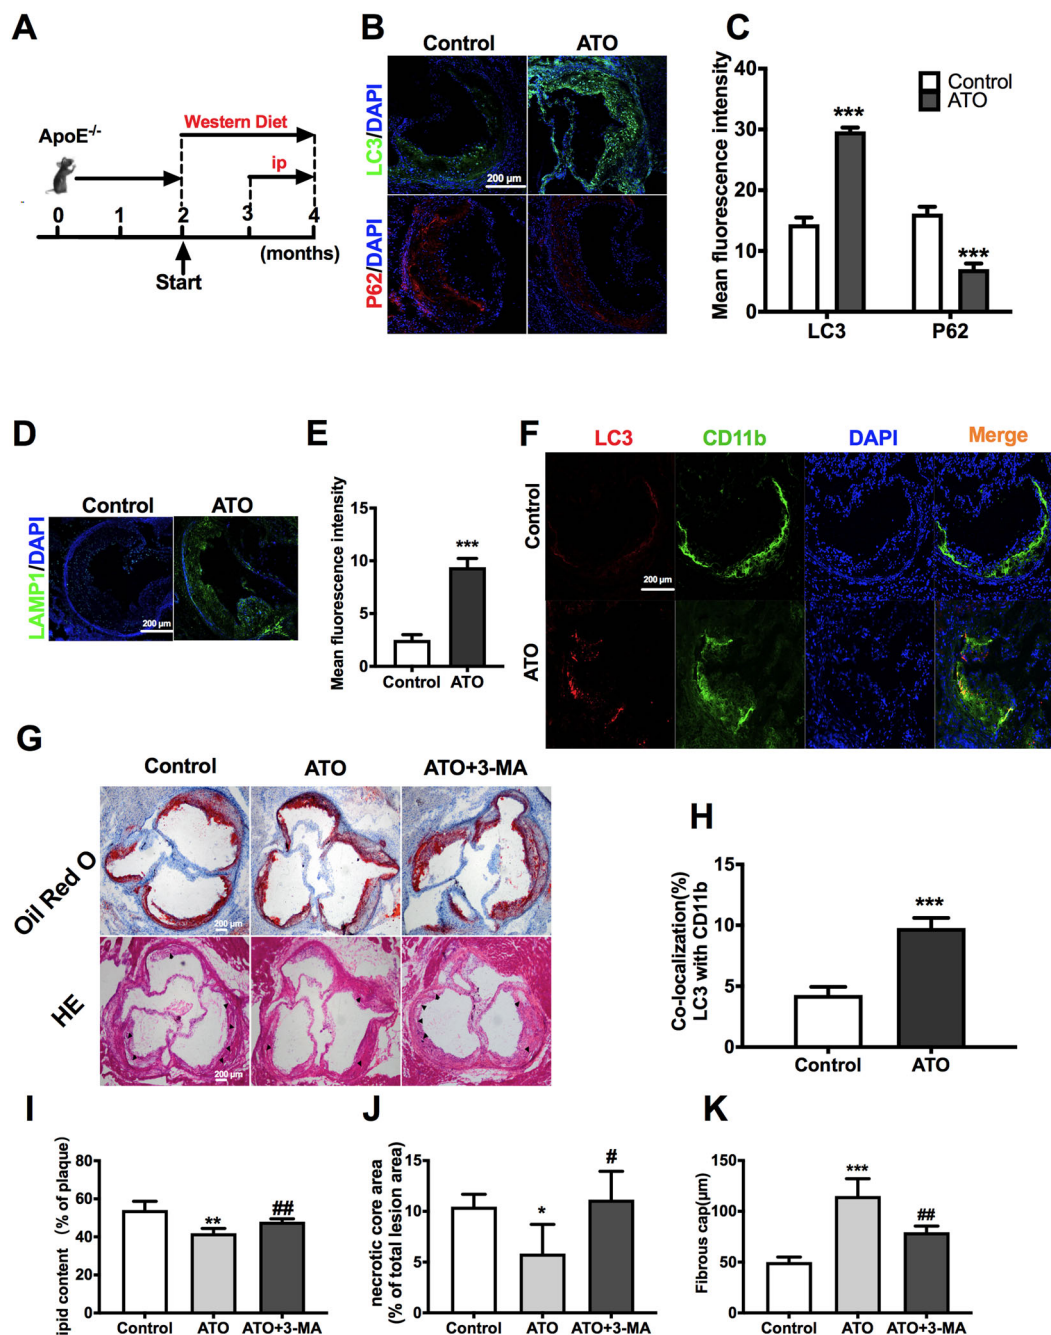 A
ApoE-/-
Western Diet
ip
0 1 2 3 4
(months)
Start
B
Control ATO
LC3/DAPI
200 μm
P62/DAPI
C
Mean fluorescence intensity
40
30
20
10
0
Control
ATO
***
***
LC3 P62
D
Control ATO
LAMP1/DAPI
200 μm
E
Mean fluorescence intensity
15
10
5
0
***
Control ATO
F
LC3 CD11b DAPI Merge
Control
200 μm
ATO
G
Control ATO ATO+3-MA
Oil Red O
200 μm
HE
200 μm
H
Co-localization(%)
LC3 with CD11b
15
10
5
0
***
Control ATO
I
ipid content (% of plaque)
80
60
40
20
0
**
##
Control ATO ATO+3-MA
J
necrotic core area
(% of total lesion area)
15
10
5
0
*
#
Control ATO ATO+3-MA
K
Fibrous cap(μm)
150
100
50
0
***
##
Control ATO ATO+3-MA